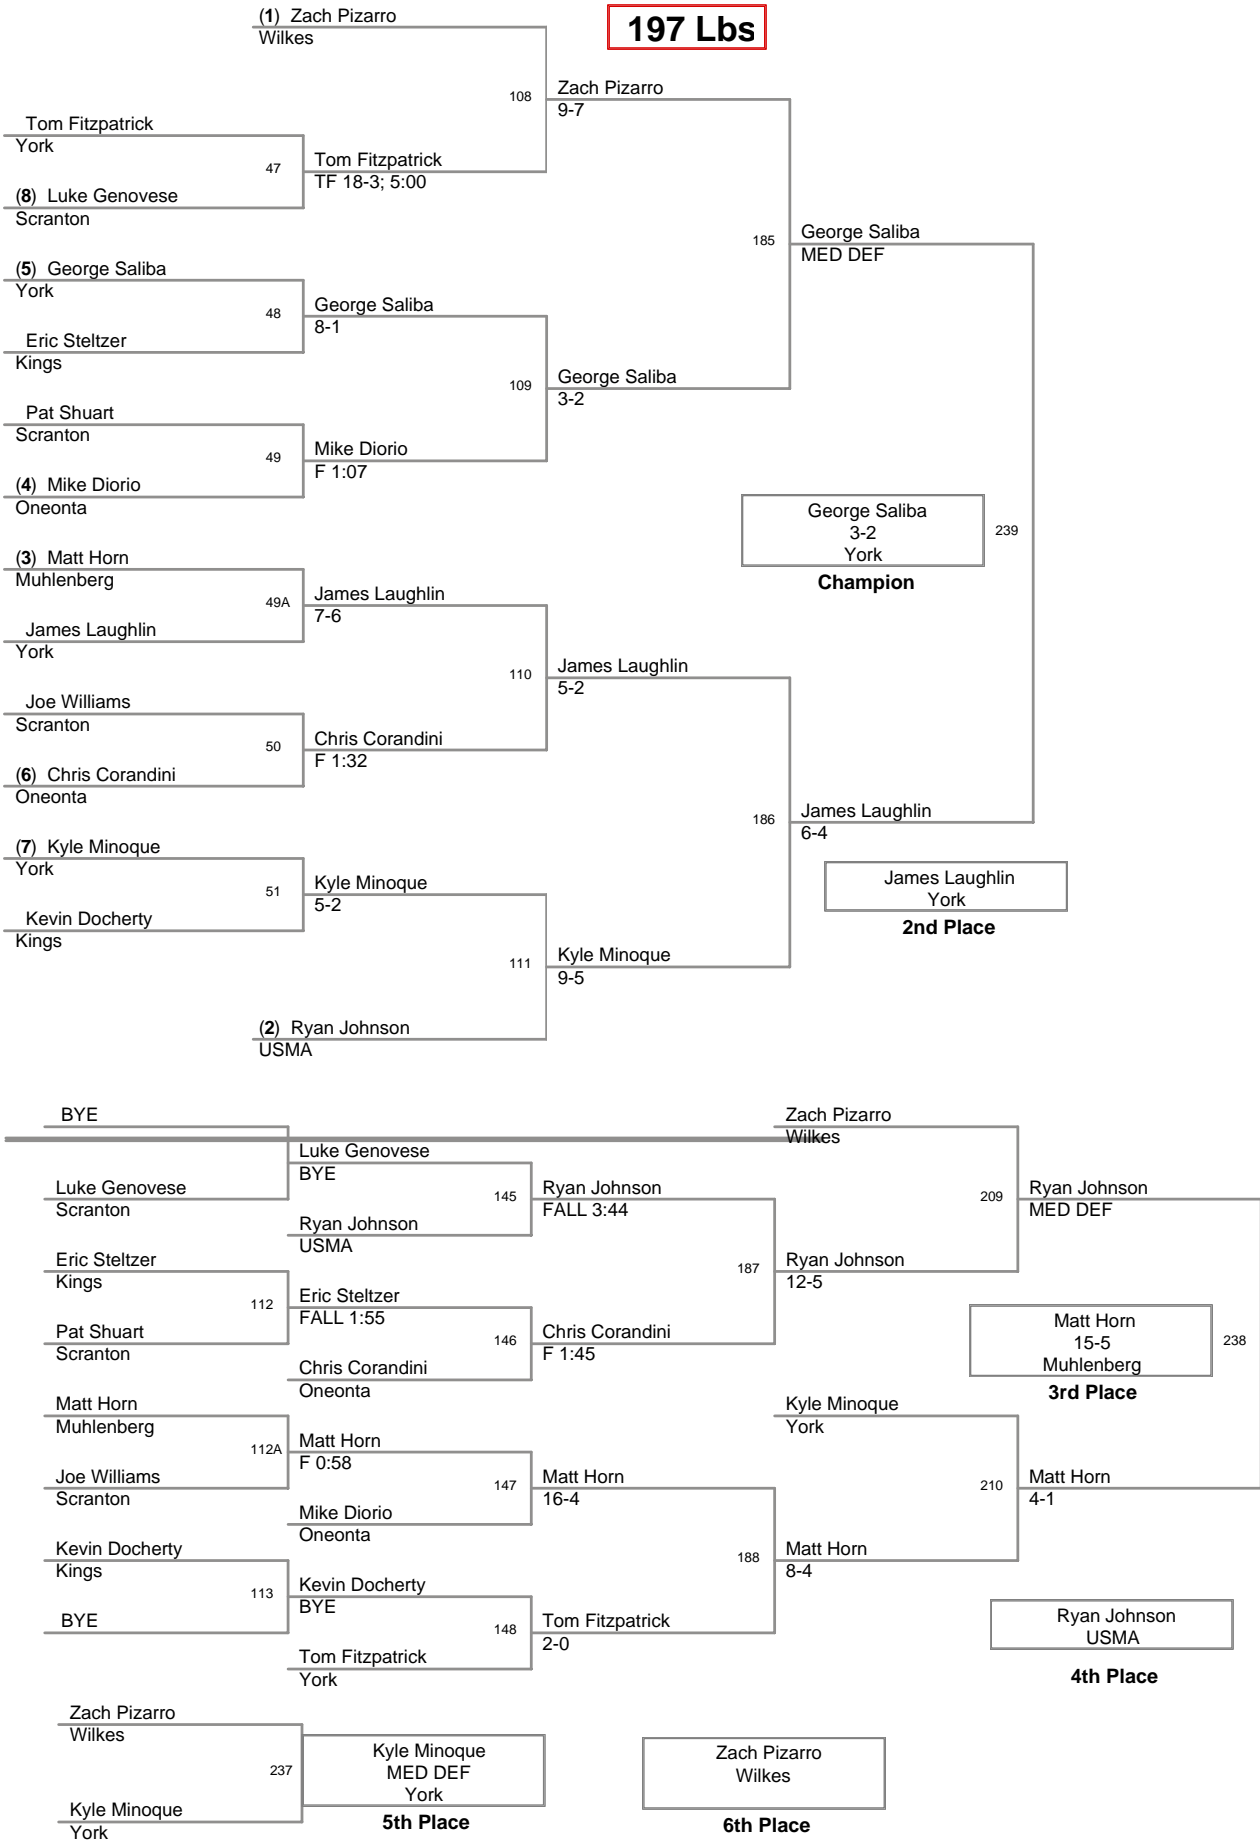 (1) Zach Pizarro
Wilkes
197 Lbs
108
Zach Pizarro
9-7
Tom Fitzpatrick
York
47
Tom Fitzpatrick
TF 18-3; 5:00
(8) Luke Genovese
Scranton
185
George Saliba
MED DEF
(5) George Saliba
York
48
George Saliba
8-1
Eric Steltzer
Kings
109
George Saliba
3-2
Pat Shuart
Scranton
49
Mike Diorio
F 1:07
(4) Mike Diorio
Oneonta
George Saliba
3-2
York
239
Champion
(3) Matt Horn
Muhlenberg
49A
James Laughlin
7-6
James Laughlin
York
110
James Laughlin
5-2
Joe Williams
Scranton
50
Chris Corandini
F 1:32
(6) Chris Corandini
Oneonta
186
James Laughlin
6-4
(7) Kyle Minoque
York
51
Kyle Minoque
5-2
Kevin Docherty
Kings
James Laughlin
York
2nd Place
111
Kyle Minoque
9-5
(2) Ryan Johnson
USMA
BYE
Luke Genovese
BYE
Luke Genovese
Scranton
145
Ryan Johnson
FALL 3:44
Ryan Johnson
USMA
Zach Pizarro
Wilkes
209
Ryan Johnson
MED DEF
Eric Steltzer
Kings
112
Eric Steltzer
FALL 1:55
187
Ryan Johnson
12-5
Pat Shuart
Scranton
146
Chris Corandini
F 1:45
Chris Corandini
Oneonta
Matt Horn
15-5
Muhlenberg
238
3rd Place
Matt Horn
Muhlenberg
112A
Matt Horn
F 0:58
Kyle Minoque
York
Joe Williams
Scranton
147
Matt Horn
16-4
210
Matt Horn
4-1
Mike Diorio
Oneonta
Kevin Docherty
Kings
113
Kevin Docherty
BYE
188
Matt Horn
8-4
BYE
148
Tom Fitzpatrick
2-0
Tom Fitzpatrick
York
Ryan Johnson
USMA
4th Place
Zach Pizarro
Wilkes
237
Kyle Minoque
MED DEF
York
5th Place
Kyle Minoque
York
Zach Pizarro
Wilkes
6th Place